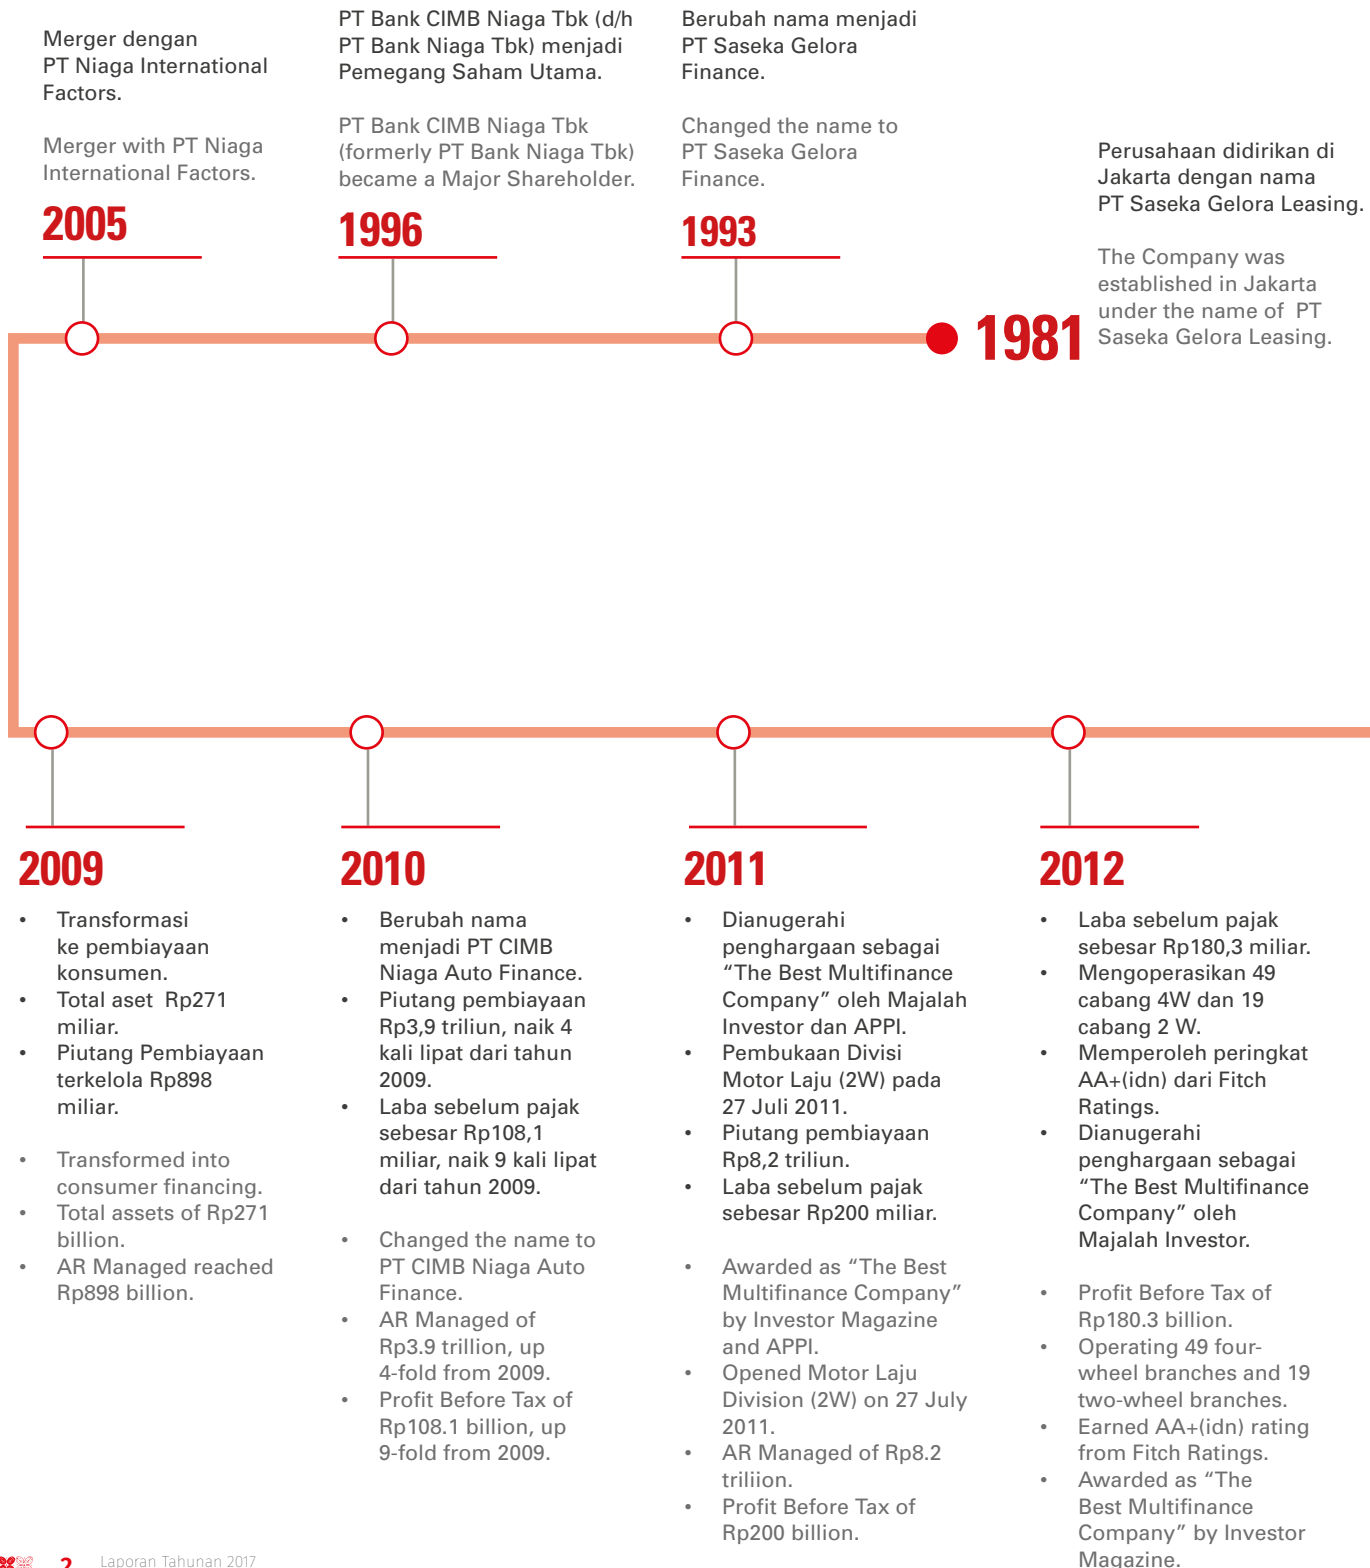 Merger dengan
PT Niaga International
Factors.
Merger with PT Niaga
International Factors.
2005
PT Bank CIMB Niaga Tbk (d/h
PT Bank Niaga Tbk) menjadi
Pemegang Saham Utama.
PT Bank CIMB Niaga Tbk
(formerly PT Bank Niaga Tbk)
became a Major Shareholder.
1996
Berubah nama menjadi
PT Saseka Gelora
Finance.
Changed the name to
PT Saseka Gelora
Finance.
1993
1981
Perusahaan didirikan di
Jakarta dengan nama
PT Saseka Gelora Leasing.
The Company was
established in Jakarta
under the name of  PT
Saseka Gelora Leasing.
2009
• Transformasi
ke pembiayaan
konsumen.
• Total aset  Rp271
miliar.
• Piutang Pembiayaan
terkelola Rp898
miliar.
• Transformed into
consumer financing.
• Total assets of Rp271
billion.
• AR Managed reached
Rp898 billion.
2010
• Berubah nama
menjadi PT CIMB
Niaga Auto Finance.
• Piutang pembiayaan
Rp3,9 triliun, naik 4
kali lipat dari tahun
2009.
• Laba sebelum pajak
sebesar Rp108,1
miliar, naik 9 kali lipat
dari tahun 2009.
• Changed the name to
PT CIMB Niaga Auto
Finance.
• AR Managed of
Rp3.9 trillion, up
4-fold from 2009.
• Profit Before Tax of
Rp108.1 billion, up
9-fold from 2009.
2011
• Dianugerahi
penghargaan sebagai
“The Best Multifinance
Company” oleh Majalah
Investor dan APPI.
• Pembukaan Divisi
Motor Laju (2W) pada
27 Juli 2011.
• Piutang pembiayaan
Rp8,2 triliun.
• Laba sebelum pajak
sebesar Rp200 miliar.
• Awarded as “The Best
Multifinance Company”
by Investor Magazine
and APPI.
• Opened Motor Laju
Division (2W) on 27 July
2011.
• AR Managed of Rp8.2
triliion.
• Profit Before Tax of
Rp200 billion.
2012
• Laba sebelum pajak
sebesar Rp180,3 miliar.
• Mengoperasikan 49
cabang 4W dan 19
cabang 2 W.
• Memperoleh peringkat
AA+(idn) dari Fitch
Ratings.
• Dianugerahi
penghargaan sebagai
“The Best Multifinance
Company” oleh
Majalah Investor.
• Profit Before Tax of
Rp180.3 billion.
• Operating 49 four-
wheel branches and 19
two-wheel branches.
• Earned AA+(idn) rating
from Fitch Ratings.
• Awarded as “The
Best Multifinance
Company” by Investor
Magazine.
2 Laporan Tahunan 2017